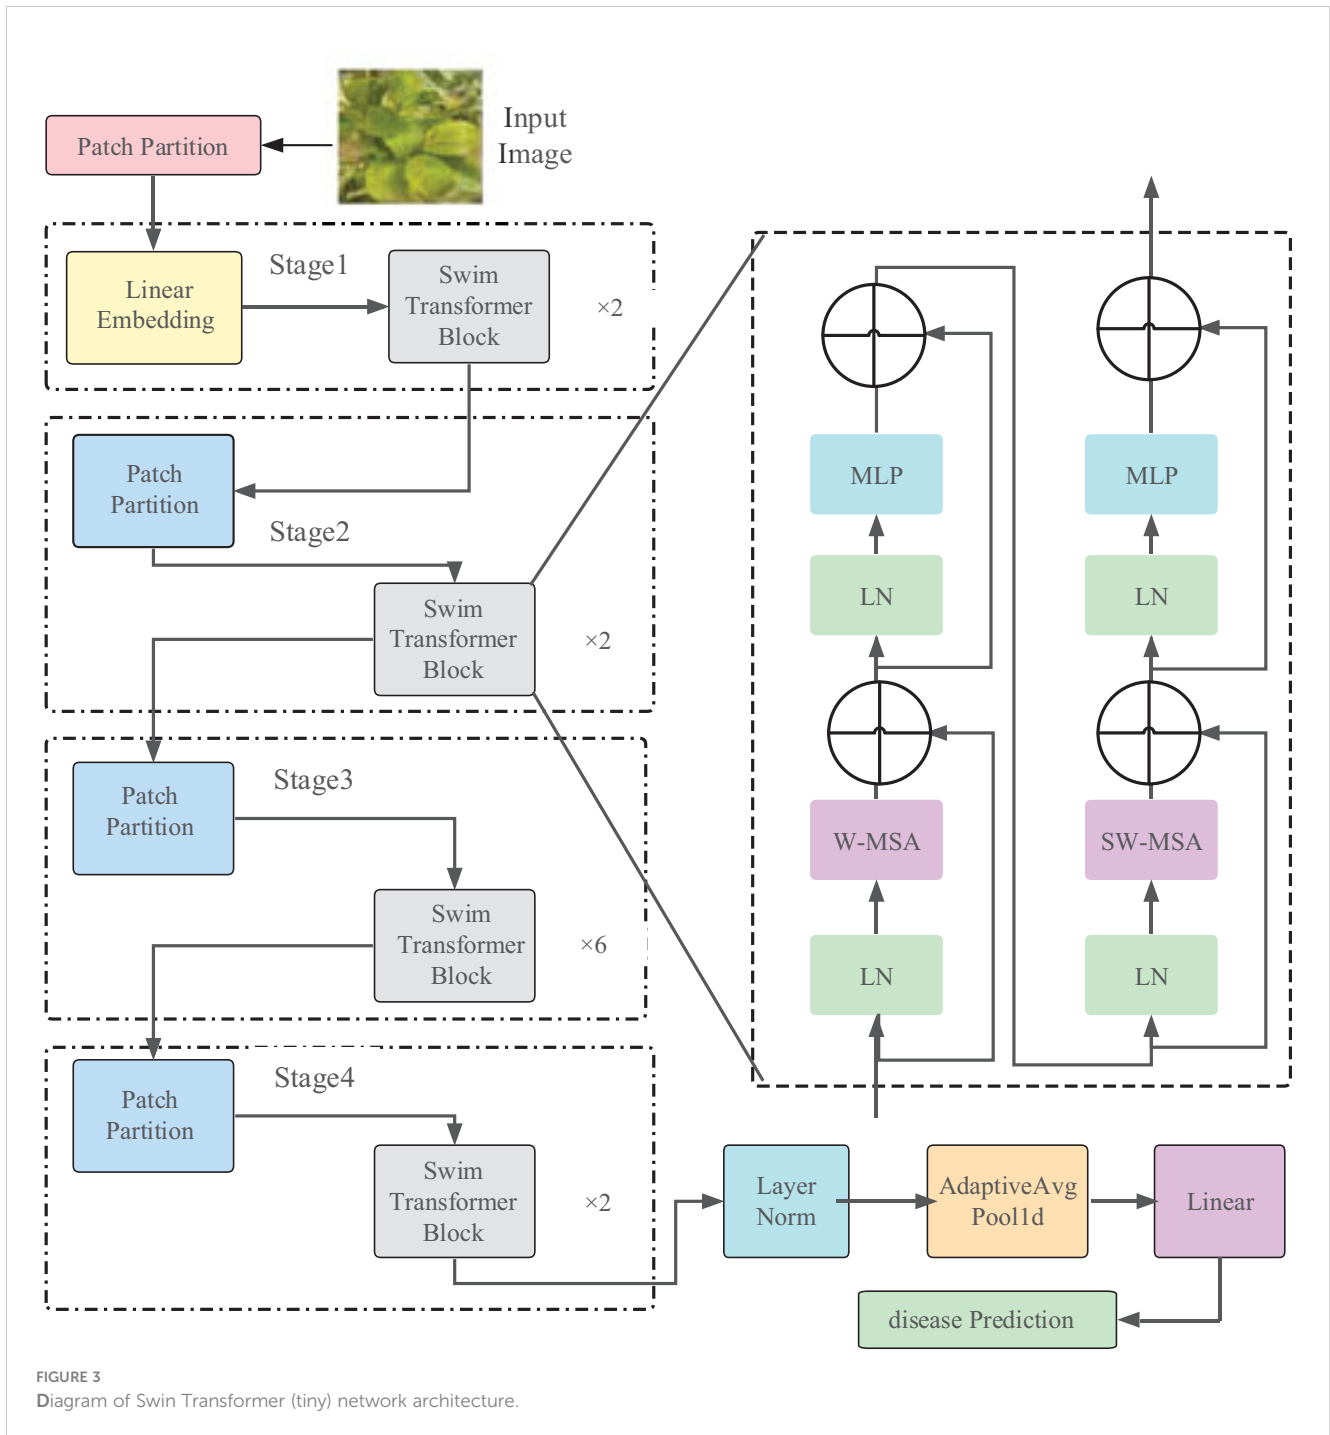 Input
Image
Patch Partition
Stage1
Linear
Embedding
Swim
Transformer
Block
×2
Patch
Partition
Stage2
Swim
Transformer
Block
×2
Stage3
Patch
Partition
Swim
Transformer
Block
×6
Stage4
Patch
Partition
Swim
Transformer
Block
×2
MLP
LN
W-MSA
LN
MLP
LN
SW-MSA
LN
Layer
Norm
AdaptiveAvg
Pool1d
Linear
disease Prediction
FIGURE 3
Diagram of Swin Transformer (tiny) network architecture.